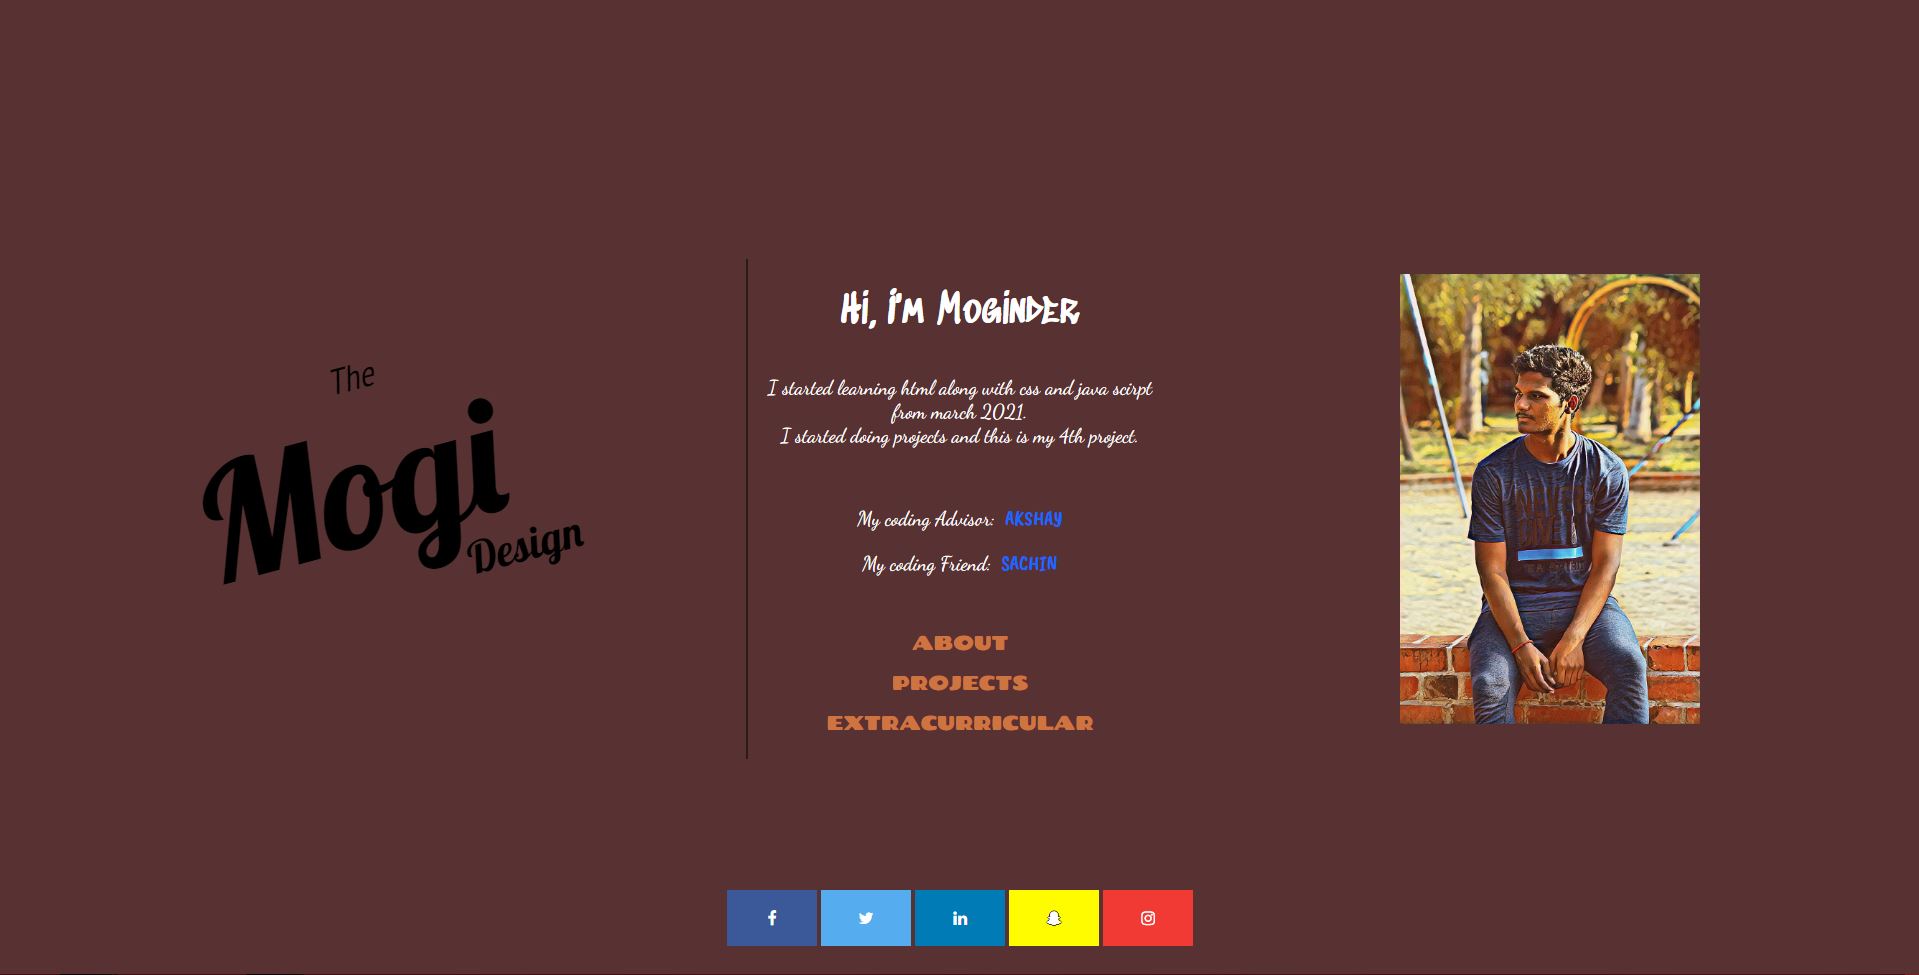 The
Mogi
Design
Hi, i'm Moginder
I started learning html along with css and java scirpt
from march 2021.
I started doing projects and this is my 4th project.
My coding Advisor: AKSHAY
My coding Friend: SACHIN
ABOUT
PROJECTS
EXTRACURRICULAR